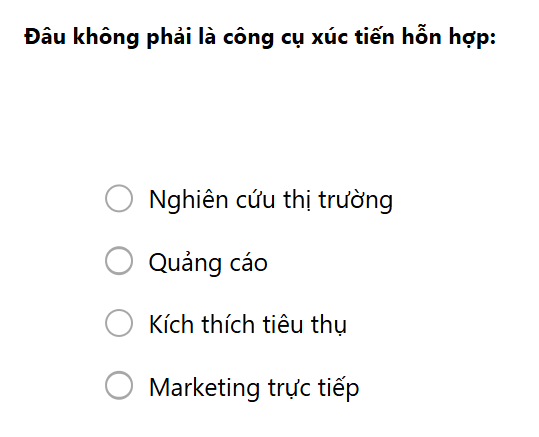 Đâu không phải là công cụ xúc tiến hỗn hợp:
Nghiên cứu thị trường
Quảng cáo
Kích thích tiêu thụ
Marketing trực tiếp